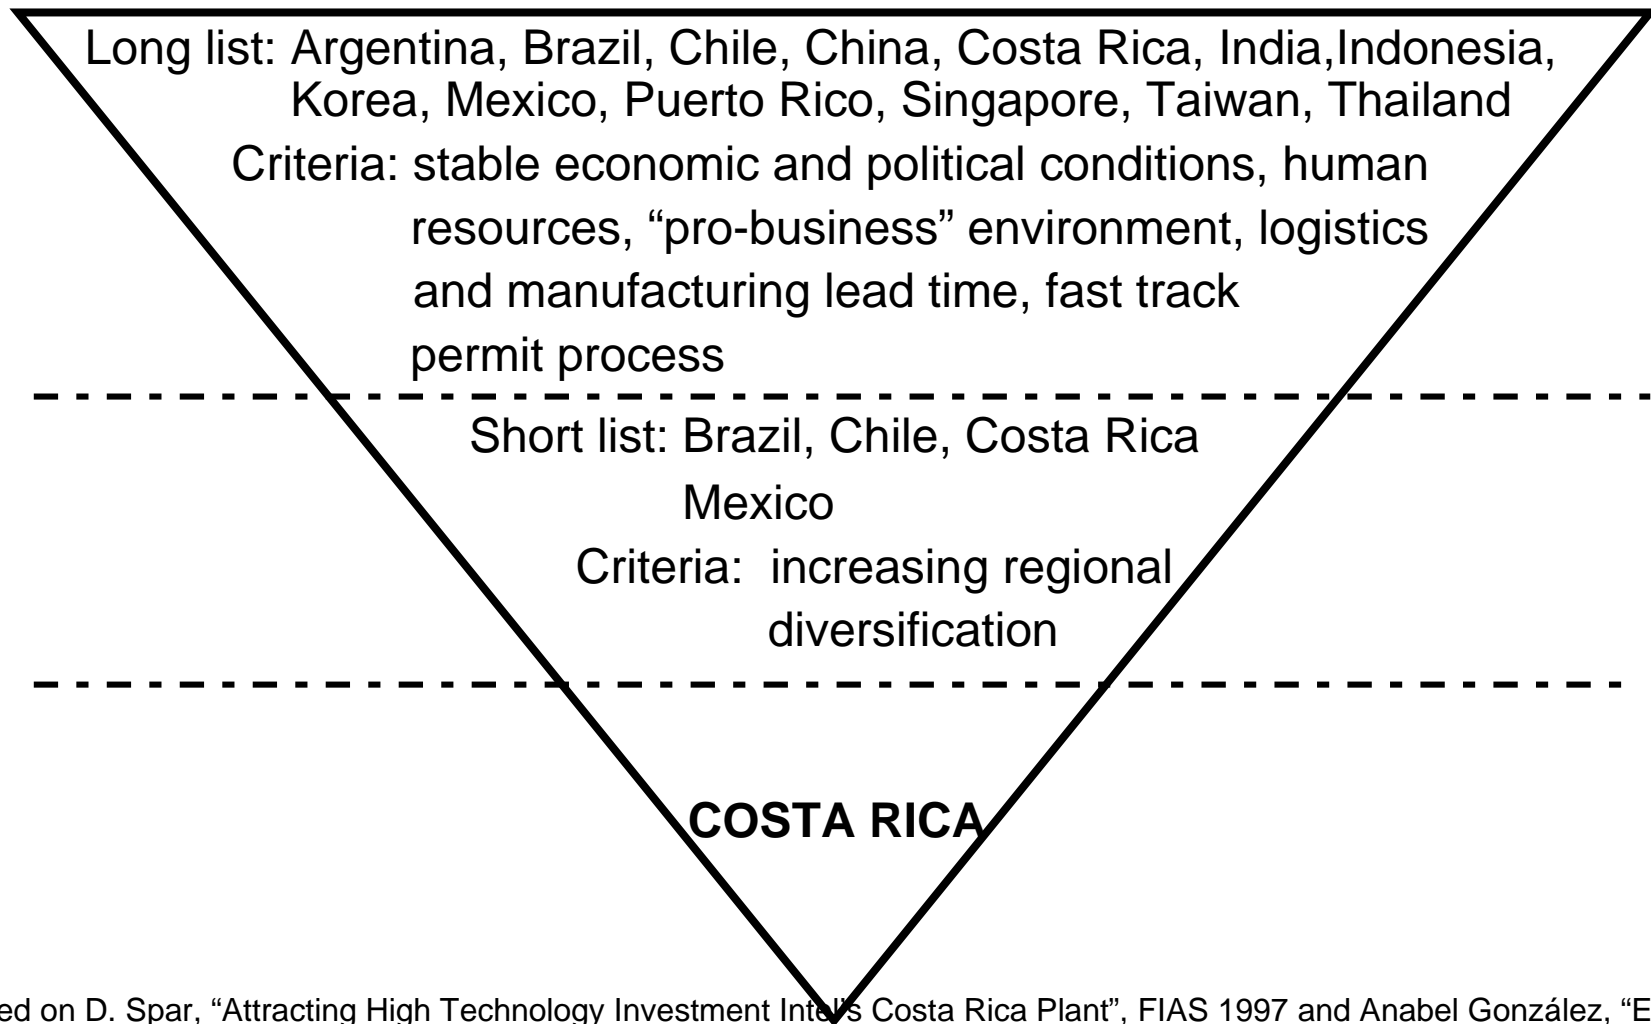 Long list: Argentina, Brazil, Chile, China, Costa Rica, India,Indonesia,
Korea, Mexico, Puerto Rico, Singapore, Taiwan, Thailand
Criteria: stable economic and political conditions, human
resources, “pro-business” environment, logistics
and manufacturing lead time, fast track
permit process
Short list: Brazil, Chile, Costa Rica
Mexico
Criteria: increasing regional
diversification
COSTA RICA
ed on D. Spar, “Attracting High Technology Investment Intel’s Costa Rica Plant”, FIAS 1997 and Anabel González, “E